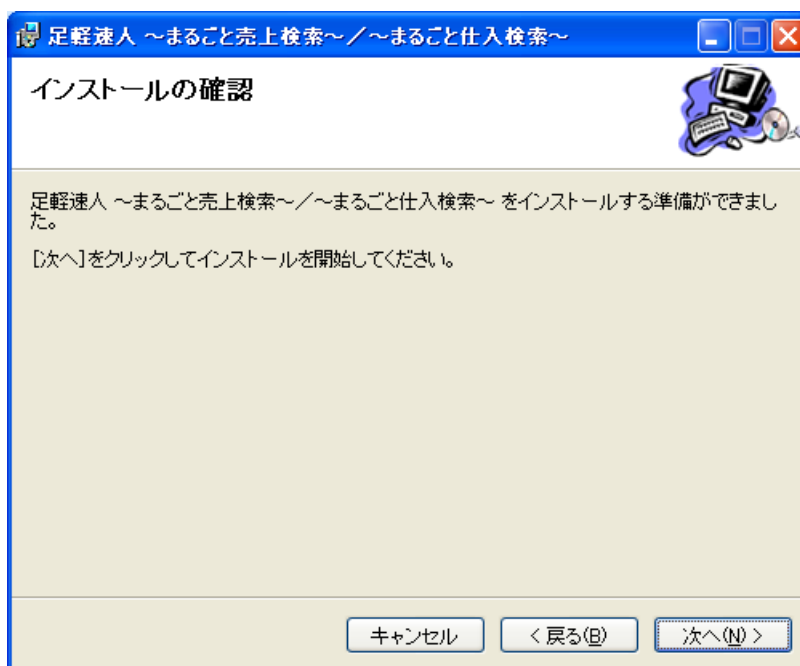 足軽速人 ～まるごと売上検索～／～まるごと仕入検索～
インストールの確認
足軽速人 ～まるごと売上検索～／～まるごと仕入検索～ をインストールする準備ができまし
た。
[次へ]をクリックしてインストールを開始してください。
キャンセル
< 戻る(B)
次へ(N) >